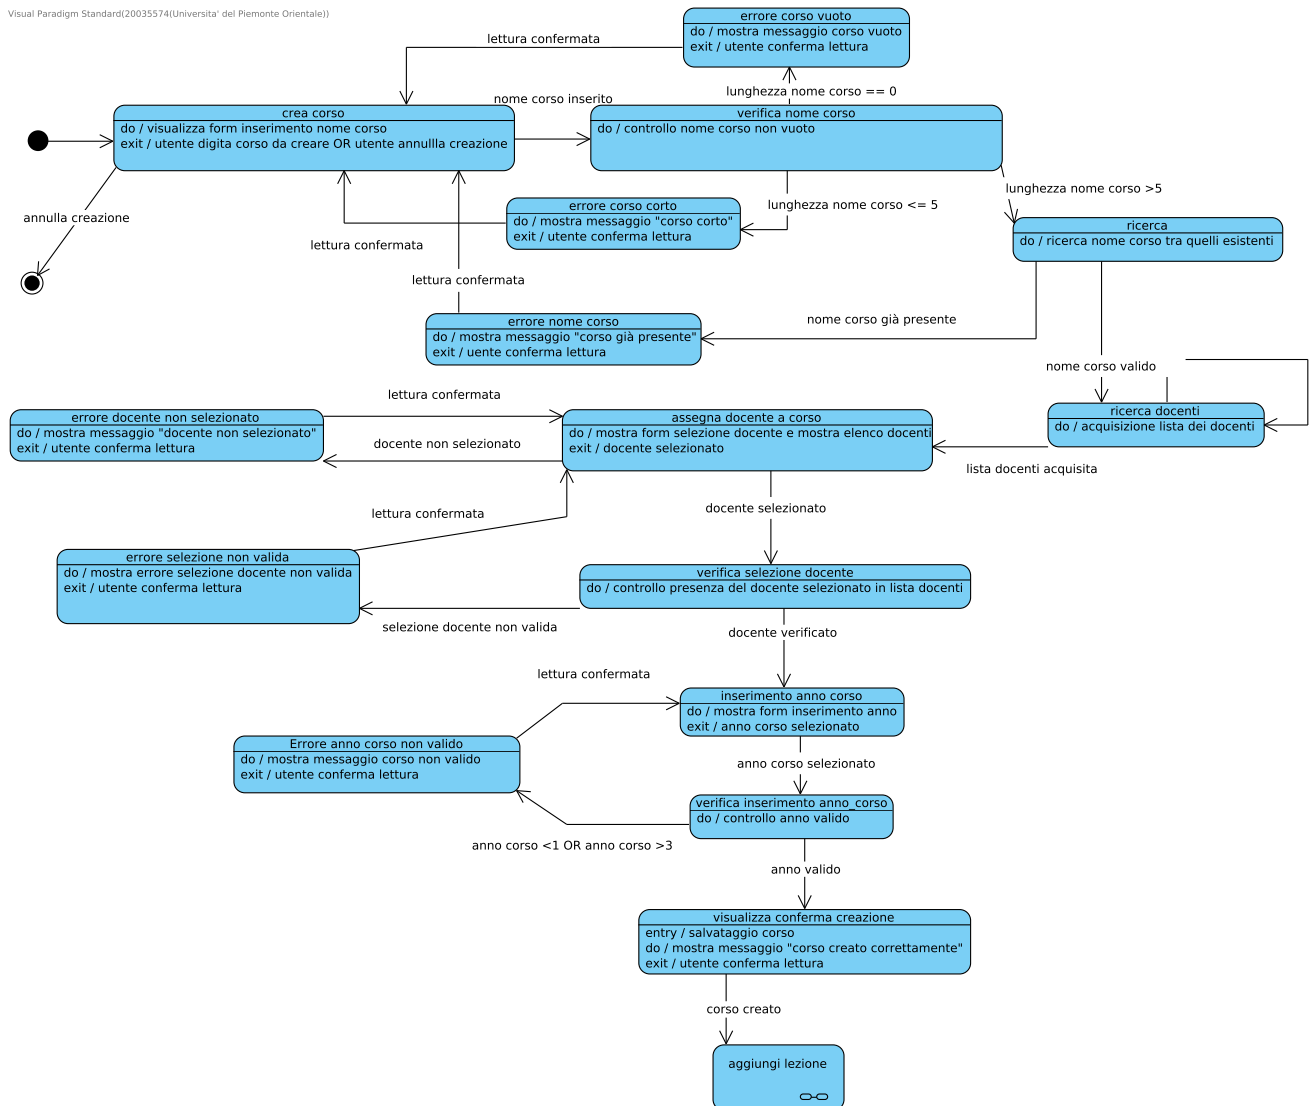 Visual Paradigm Standard(20035574(Universita' del Piemonte Orientale))
errore corso vuoto
do / mostra messaggio corso vuoto
exit / utente conferma lettura
lettura confermata
lunghezza nome corso == 0
nome corso inserito
crea corso
do / visualizza form inserimento nome corso
exit / utente digita corso da creare OR utente annullla creazione
verifica nome corso
do / controllo nome corso non vuoto
annulla creazione
lunghezza nome corso >5
errore corso corto
do / mostra messaggio "corso corto"
exit / utente conferma lettura
lunghezza nome corso <= 5
lettura confermata
ricerca
do / ricerca nome corso tra quelli esistenti
lettura confermata
errore nome corso
do / mostra messaggio "corso già presente"
exit / uente conferma lettura
nome corso già presente
nome corso valido
lettura confermata
errore docente non selezionato
do / mostra messaggio "docente non selezionato"
exit / utente conferma lettura
docente non selezionato
assegna docente a corso
do / mostra form selezione docente e mostra elenco docenti
exit / docente selezionato
ricerca docenti
do / acquisizione lista dei docenti
lista docenti acquisita
lettura confermata
docente selezionato
errore selezione non valida
do / mostra errore selezione docente non valida
exit / utente conferma lettura
verifica selezione docente
do / controllo presenza del docente selezionato in lista docenti
selezione docente non valida
docente verificato
lettura confermata
inserimento anno corso
do / mostra form inserimento anno
exit / anno corso selezionato
Errore anno corso non valido
do / mostra messaggio corso non valido
exit / utente conferma lettura
anno corso selezionato
verifica inserimento anno_corso
do / controllo anno valido
anno corso <1 OR anno corso >3
anno valido
visualizza conferma creazione
entry / salvataggio corso
do / mostra messaggio "corso creato correttamente"
exit / utente conferma lettura
corso creato
aggiungi lezione